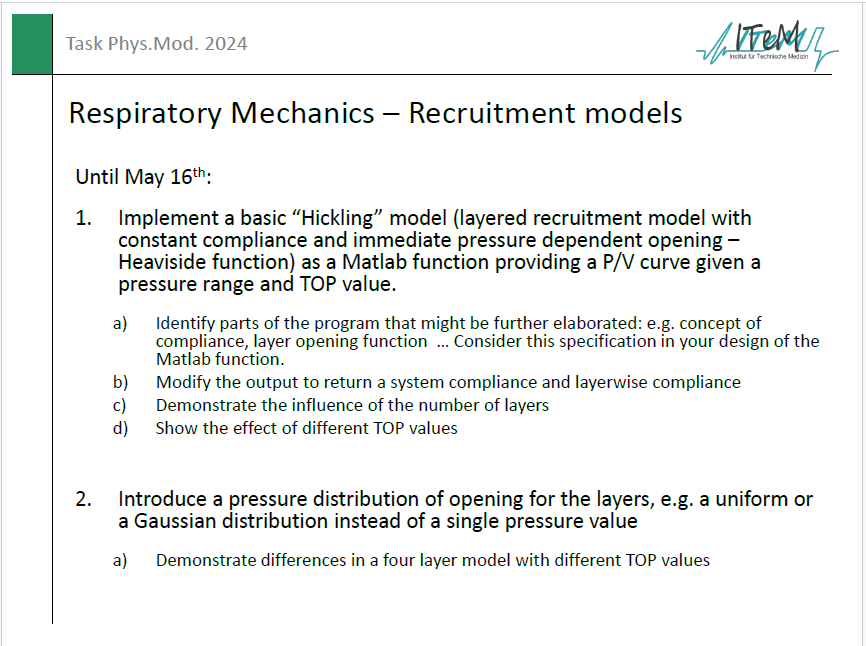 Task Phys.Mod. 2024
ITeM
Institut für Technische Medizin
Respiratory Mechanics – Recruitment models
Until May 16th:
1. Implement a basic “Hickling” model (layered recruitment model with
constant compliance and immediate pressure dependent opening –
Heaviside function) as a Matlab function providing a P/V curve given a
pressure range and TOP value.
a) Identify parts of the program that might be further elaborated: e.g. concept of
compliance, layer opening function ... Consider this specification in your design of the
Matlab function.
b) Modify the output to return a system compliance and layerwise compliance
c) Demonstrate the influence of the number of layers
d) Show the effect of different TOP values
2. Introduce a pressure distribution of opening for the layers, e.g. a uniform or
a Gaussian distribution instead of a single pressure value
a) Demonstrate differences in a four layer model with different TOP values